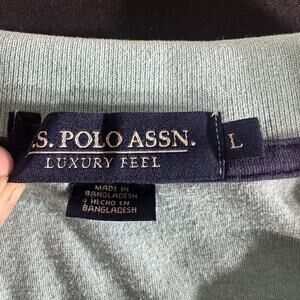 .S. POLO ASSN.
LUXURY FEEL
L
MADE IN
BANGLADESH
HECHO EN
BANGLADESH